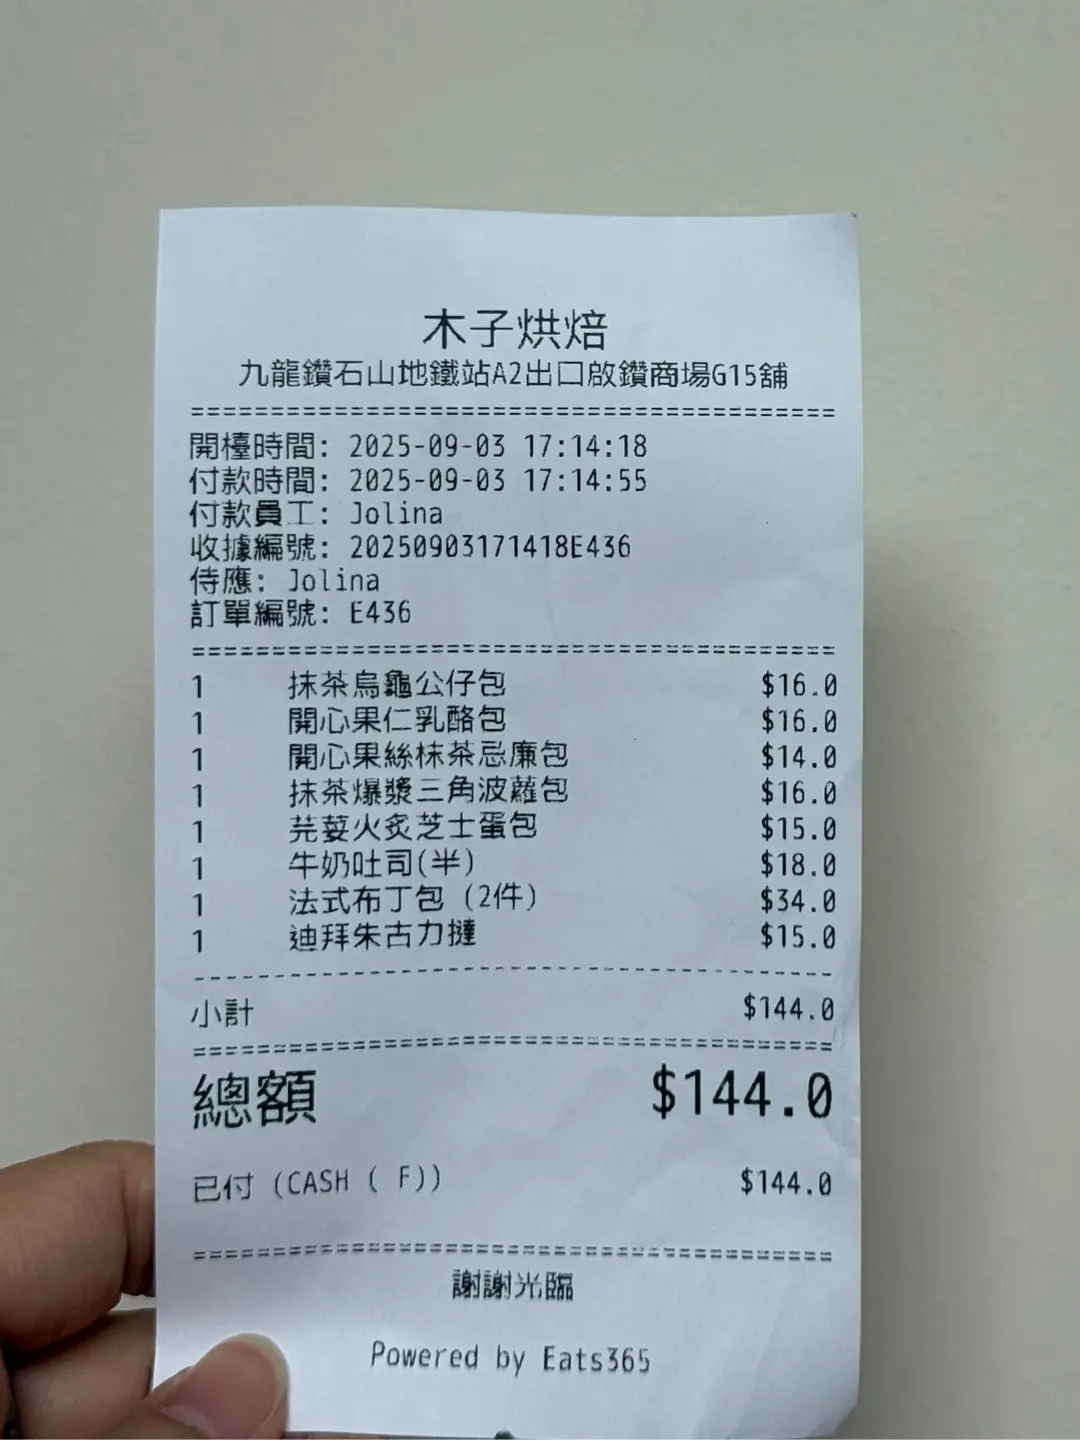 木子烘焙
九龍鑽石山地鐵站A2出口啟鑽商場G15舖
========================================
開檯時間: 2025-09-03 17:14:18
付款時間: 2025-09-03 17:14:55
付款員工: Jolina
收據編號: 20250903171418E436
侍應: Jolina
訂單編號: E436
========================================
1 抹茶烏龜公仔包 $16.0
1 開心果仁乳酪包 $16.0
1 開心果絲抹茶忌廉包 $14.0
1 抹茶爆漿三角波蘿包 $16.0
1 芫荽火炙芝士蛋包 $15.0
1 牛奶吐司(半) $18.0
1 法式布丁包 (2件) $34.0
1 迪拜朱古力撻 $15.0
----------------------------------------
小計 $144.0
========================================
總額 $144.0
已付 (CASH ( F)) $144.0
========================================
謝謝光臨
Powered by Eats365